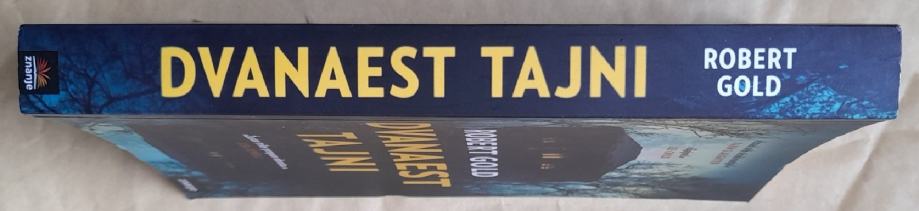 znanje
DVANAEST TAJNI
ROBERT
GOLD
ROBERT GOLD
DVANAEST
TAJNI